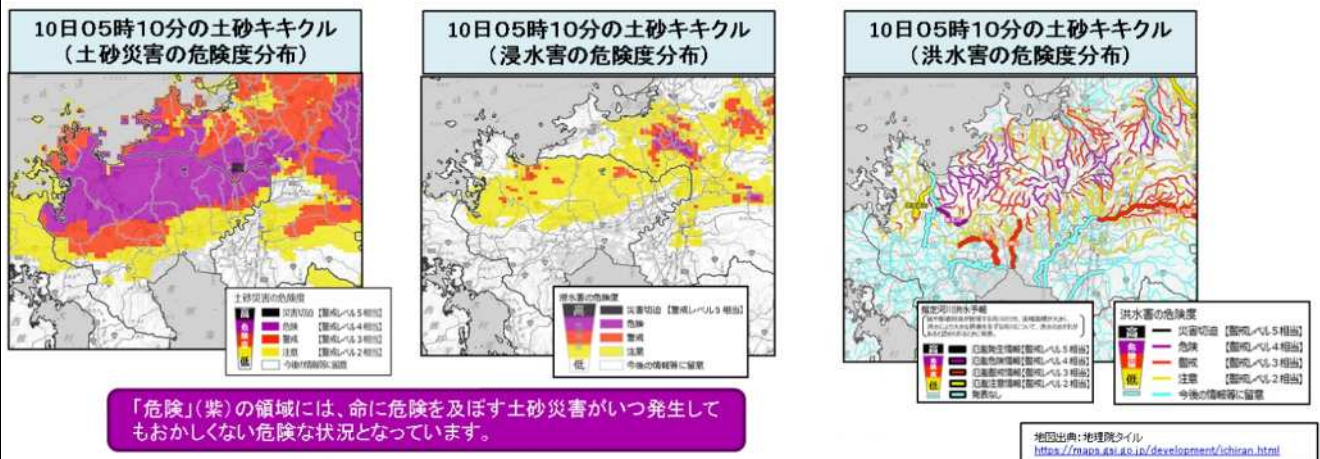 10日05時10分の土砂キキクル
（土砂災害の危険度分布）
10日05時10分の土砂キキクル
（浸水害の危険度分布）
10日05時10分の土砂キキクル
（洪水害の危険度分布）
土砂災害の危険度
高
危険度
低
災害切迫 【警戒レベル5相当】
危険 【警戒レベル4相当】
警戒 【警戒レベル3相当】
注意 【警戒レベル2相当】
今後の情報等に留意
浸水害の危険度
高
危険度
低
災害切迫 【警戒レベル5相当】
危険
警戒
注意
今後の情報等に留意
指定河川洪水予報
高
危険度
低
氾濫発生情報【警戒レベル5相当】
氾濫危険情報【警戒レベル4相当】
氾濫警戒情報【警戒レベル3相当】
氾濫注意情報【警戒レベル2相当】
発表なし
洪水害の危険度
高
危険度
低
災害切迫 【警戒レベル5相当】
危険 【警戒レベル4相当】
警戒 【警戒レベル3相当】
注意 【警戒レベル2相当】
今後の情報等に留意
「危険」（紫）の領域には、命に危険を及ぼす土砂災害がいつ発生して
もおかしくない危険な状況となっています。
地図出典：地理院タイル
https://maps.gsi.go.jp/development/ichiran.html